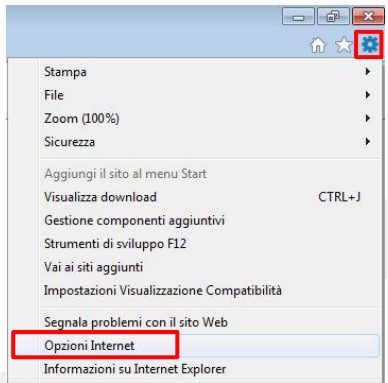 Stampa
File
Zoom (100%)
Sicurezza
Aggiungi il sito al menu Start
Visualizza download CTRL+J
Gestione componenti aggiuntivi
Strumenti di sviluppo F12
Vai ai siti aggiunti
Impostazioni Visualizzazione Compatibilità
Segnala problemi con il sito Web
Opzioni Internet
Informazioni su Internet Explorer